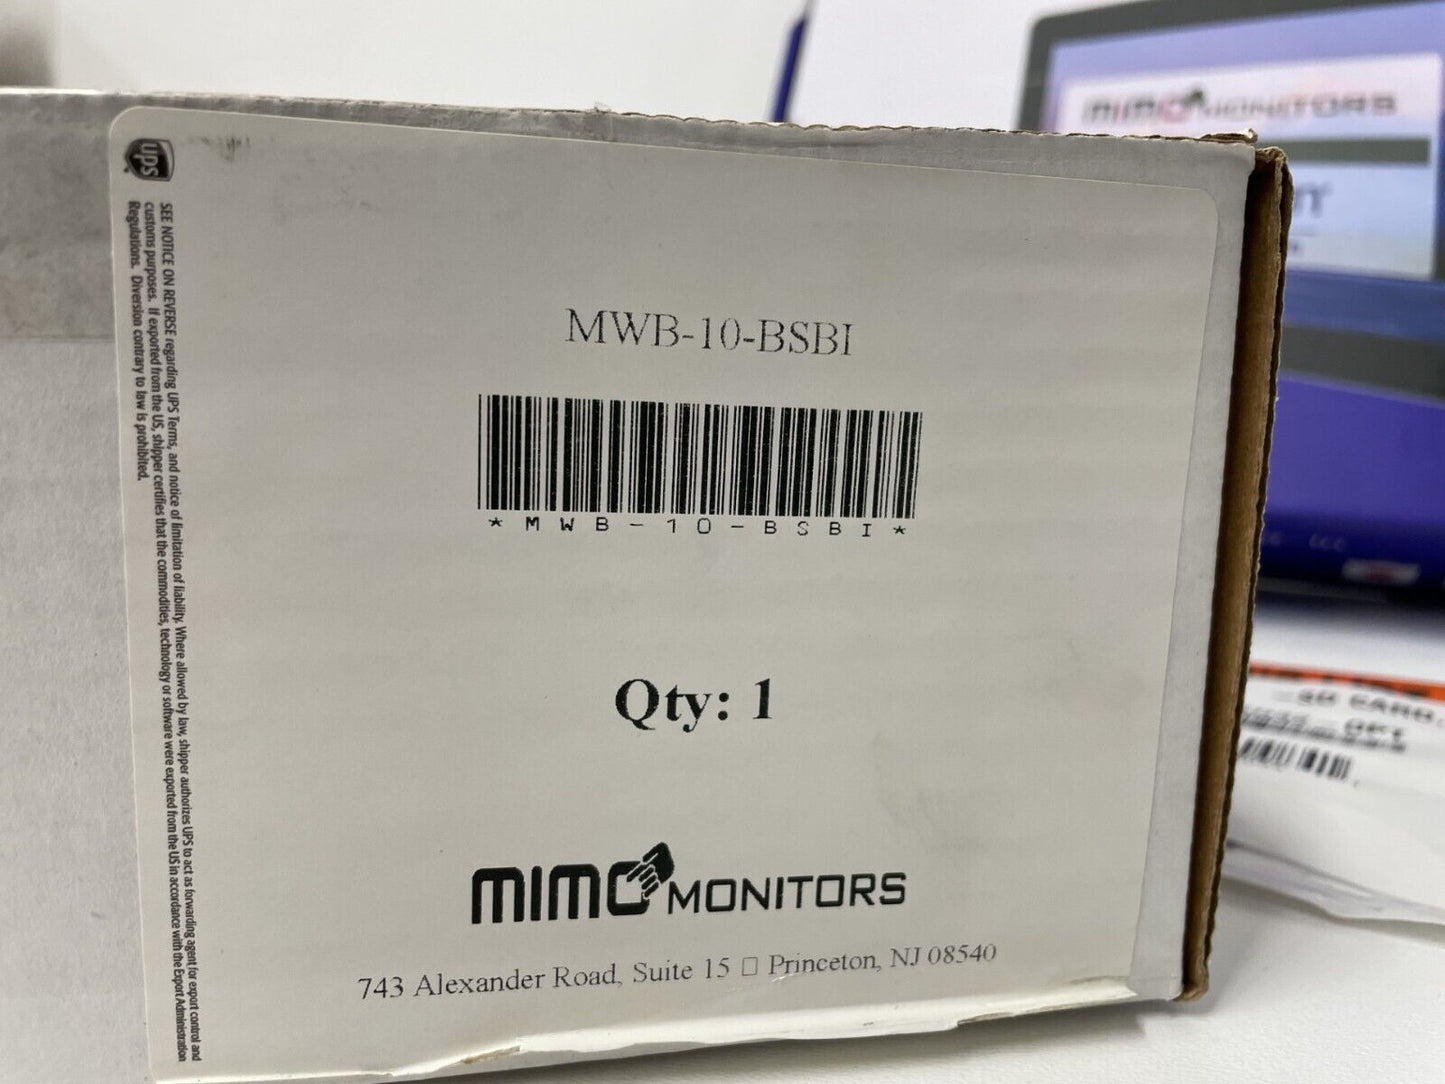 ups
SEE NOTICE ON REVERSE regarding UPS Terms, and notice of limitation of liability. Where allowed by law, shipper authorizes UPS to act as forwarding agent for export control and
customs purposes. If exported from the US, shipper certifies that the commodities, technology or software were exported from the US in accordance with the Export Administration
Regulations. Diversion contrary to law is prohibited.
MWB-10-BSBI
*MWB-10-BSBI*
Qty: 1
MIMO MONITORS
743 Alexander Road, Suite 15 □ Princeton, NJ 08540
MIMO MONITORS
SD CARD.